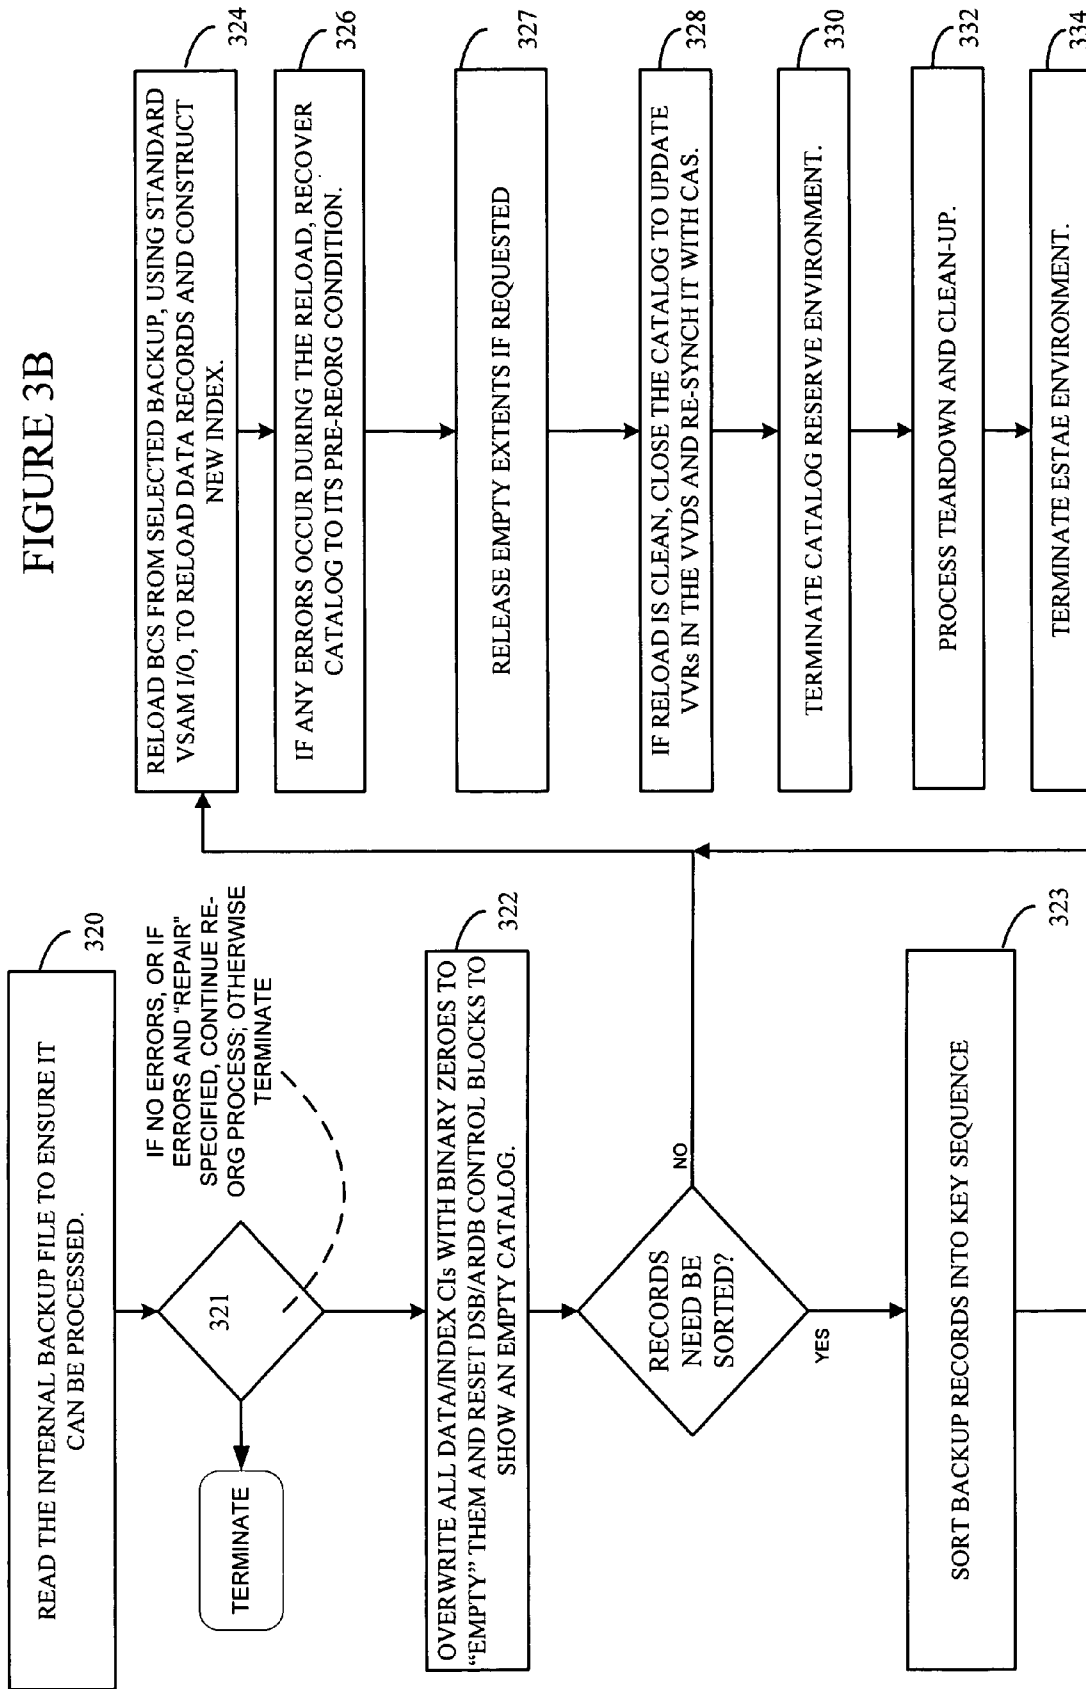 FIGURE 3B
320
READ THE INTERNAL BACKUP FILE TO ENSURE IT
CAN BE PROCESSED.
321
IF NO ERRORS, OR IF
ERRORS AND “REPAIR”
SPECIFIED, CONTINUE RE-
ORG PROCESS; OTHERWISE
TERMINATE
TERMINATE
322
OVERWRITE ALL DATA/INDEX CIs WITH BINARY ZEROES TO
“EMPTY” THEM AND RESET DSB/ARDB CONTROL BLOCKS TO
SHOW AN EMPTY CATALOG.
RECORDS
NEED BE
SORTED?
NO
YES
323
SORT BACKUP RECORDS INTO KEY SEQUENCE
324
RELOAD BCS FROM SELECTED BACKUP, USING STANDARD
VSAM I/O, TO RELOAD DATA RECORDS AND CONSTRUCT
NEW INDEX.
326
IF ANY ERRORS OCCUR DURING THE RELOAD, RECOVER
CATALOG TO ITS PRE-REORG CONDITION.
327
RELEASE EMPTY EXTENTS IF REQUESTED
328
IF RELOAD IS CLEAN, CLOSE THE CATALOG TO UPDATE
VVRs IN THE VVDS AND RE-SYNCH IT WITH CAS.
330
TERMINATE CATALOG RESERVE ENVIRONMENT.
332
PROCESS TEARDOWN AND CLEAN-UP.
334
TERMINATE ESTAE ENVIRONMENT.